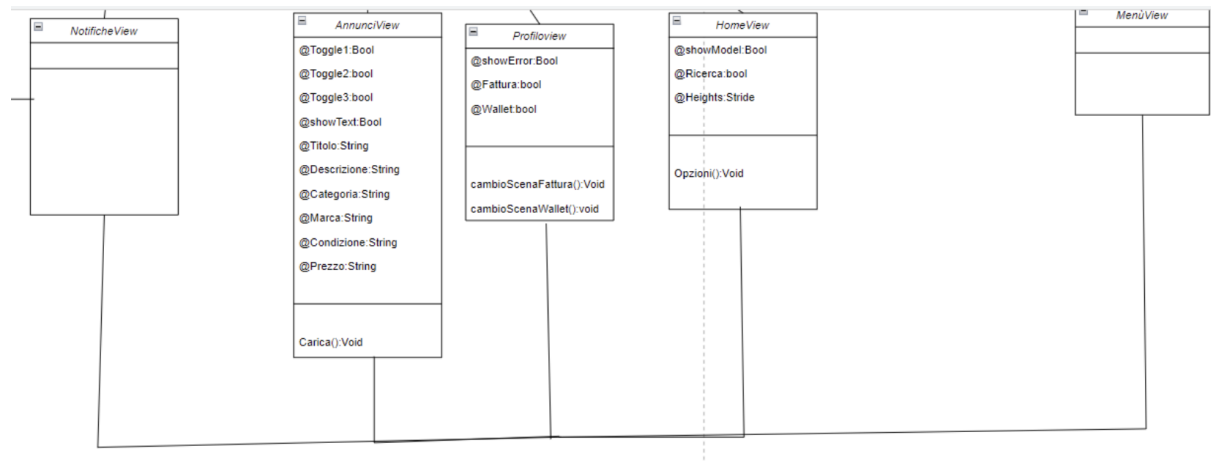 NotificheView
AnnunciView
@Toggle1:Bool
@Toggle2:bool
@Toggle3:bool
@showText:Bool
@Titolo:String
@Descrizione:String
@Categoria:String
@Marca:String
@Condizione:String
@Prezzo:String
Carica():Void
Profiloview
@showError:Bool
@Fattura:bool
@Wallet:bool
cambioScenaFattura():Void
cambioScenaWallet():void
HomeView
@showModel:Bool
@Ricerca:bool
@Heights:Stride
Opzioni():Void
MenùView